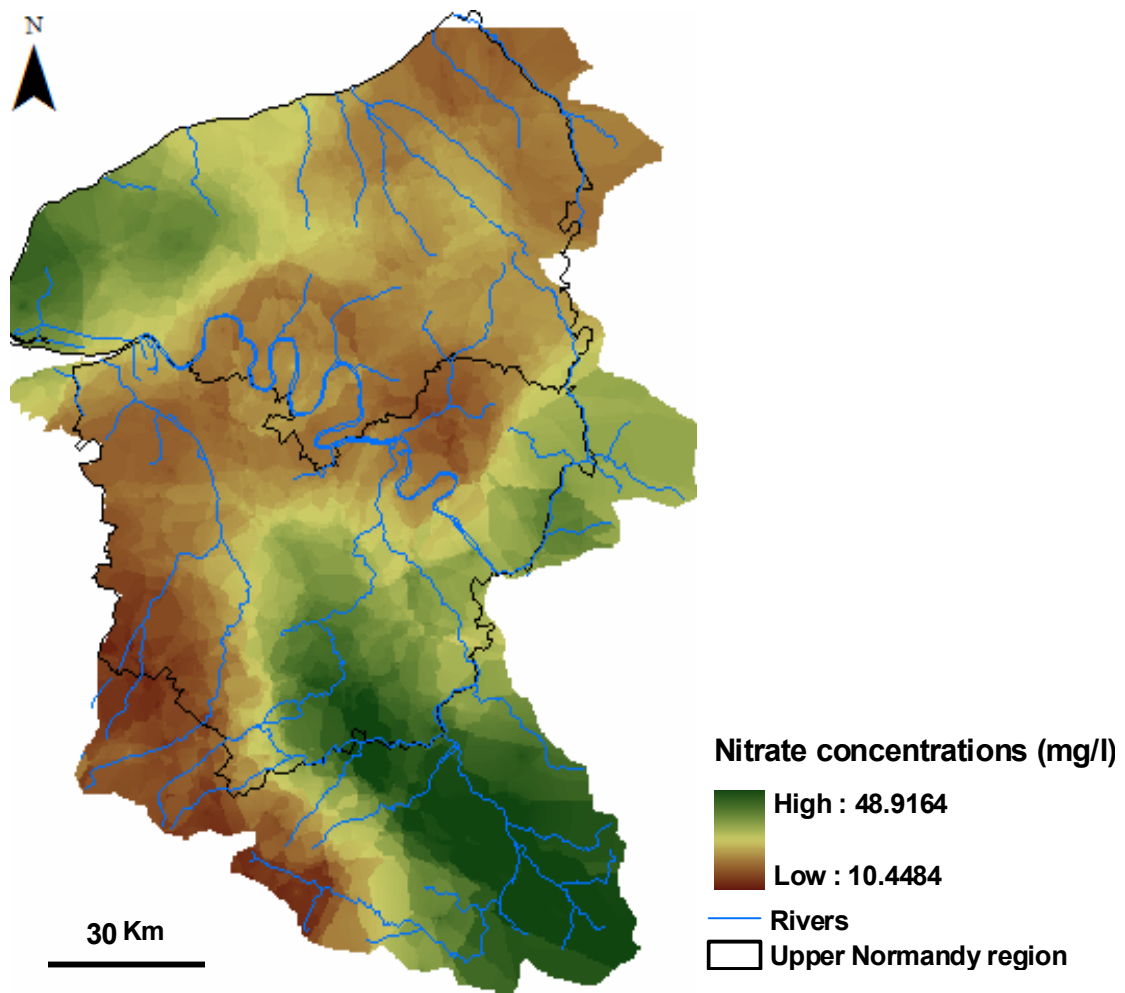 N
Nitrate concentrations (mg/l)
High : 48.9164
Low : 10.4484
Rivers
Upper Normandy region
30 Km